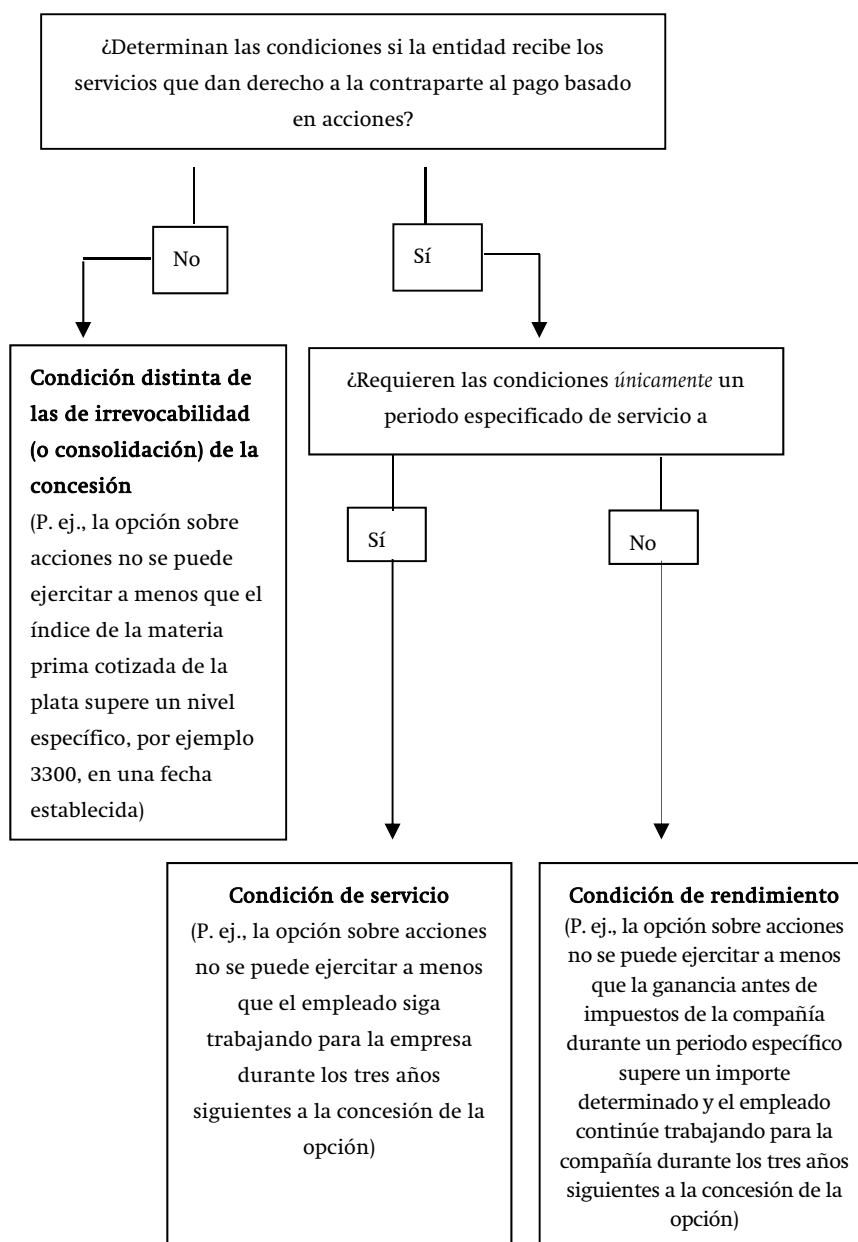 ¿Determinan las condiciones si la entidad recibe los
servicios que dan derecho a la contraparte al pago basado
en acciones?
No
Sí
Condición distinta de
las de irrevocabilidad
(o consolidación) de la
concesión
(P. ej., la opción sobre
acciones no se puede
ejercitar a menos que el
índice de la materia
prima cotizada de la
plata supere un nivel
específico, por ejemplo
3300, en una fecha
establecida)
¿Requieren las condiciones únicamente un
periodo especificado de servicio a
Sí
No
Condición de servicio
(P. ej., la opción sobre acciones
no se puede ejercitar a menos
que el empleado siga
trabajando para la empresa
durante los tres años
siguientes a la concesión de la
opción)
Condición de rendimiento
(P. ej., la opción sobre acciones
no se puede ejercitar a menos
que la ganancia antes de
impuestos de la compañía
durante un periodo específico
supere un importe
determinado y el empleado
continúe trabajando para la
compañía durante los tres años
siguientes a la concesión de la
opción)